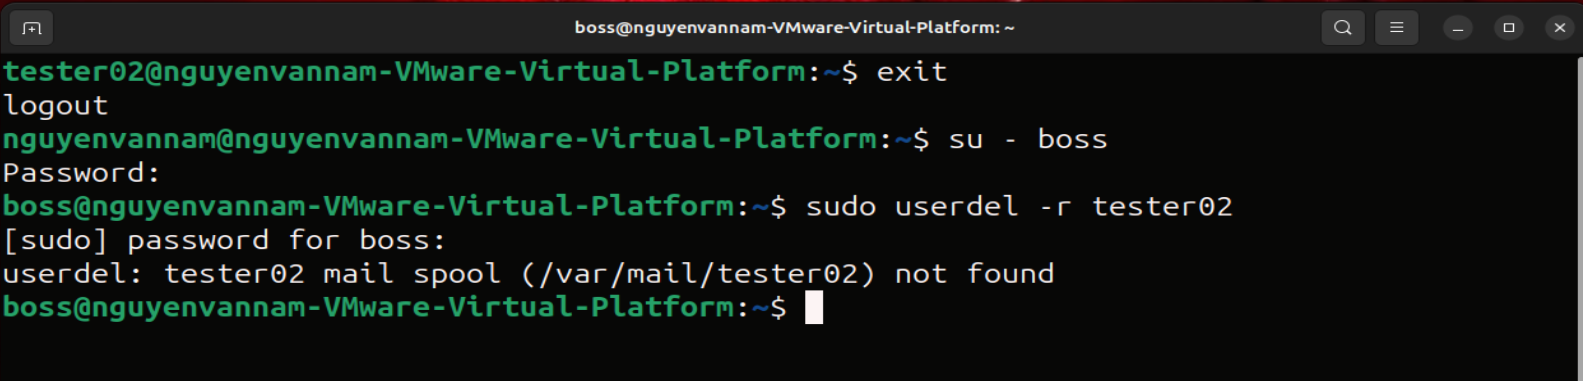 boss@nguyenvannam-VMware-Virtual-Platform: ~
tester02@nguyenvannam-VMware-Virtual-Platform:~$ exit
logout
nguyenvannam@nguyenvannam-VMware-Virtual-Platform:~$ su - boss
Password:
boss@nguyenvannam-VMware-Virtual-Platform:~$ sudo userdel -r tester02
[sudo] password for boss:
userdel: tester02 mail spool (/var/mail/tester02) not found
boss@nguyenvannam-VMware-Virtual-Platform:~$